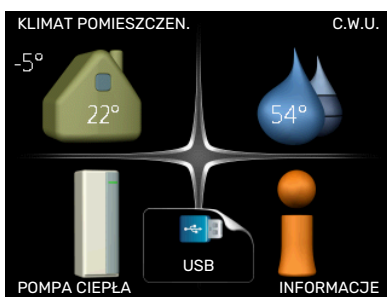 KLIMAT POMIESZCZEN. C.W.U.
-5°
22° 54°
USB
POMPA CIEPŁA INFORMACJE